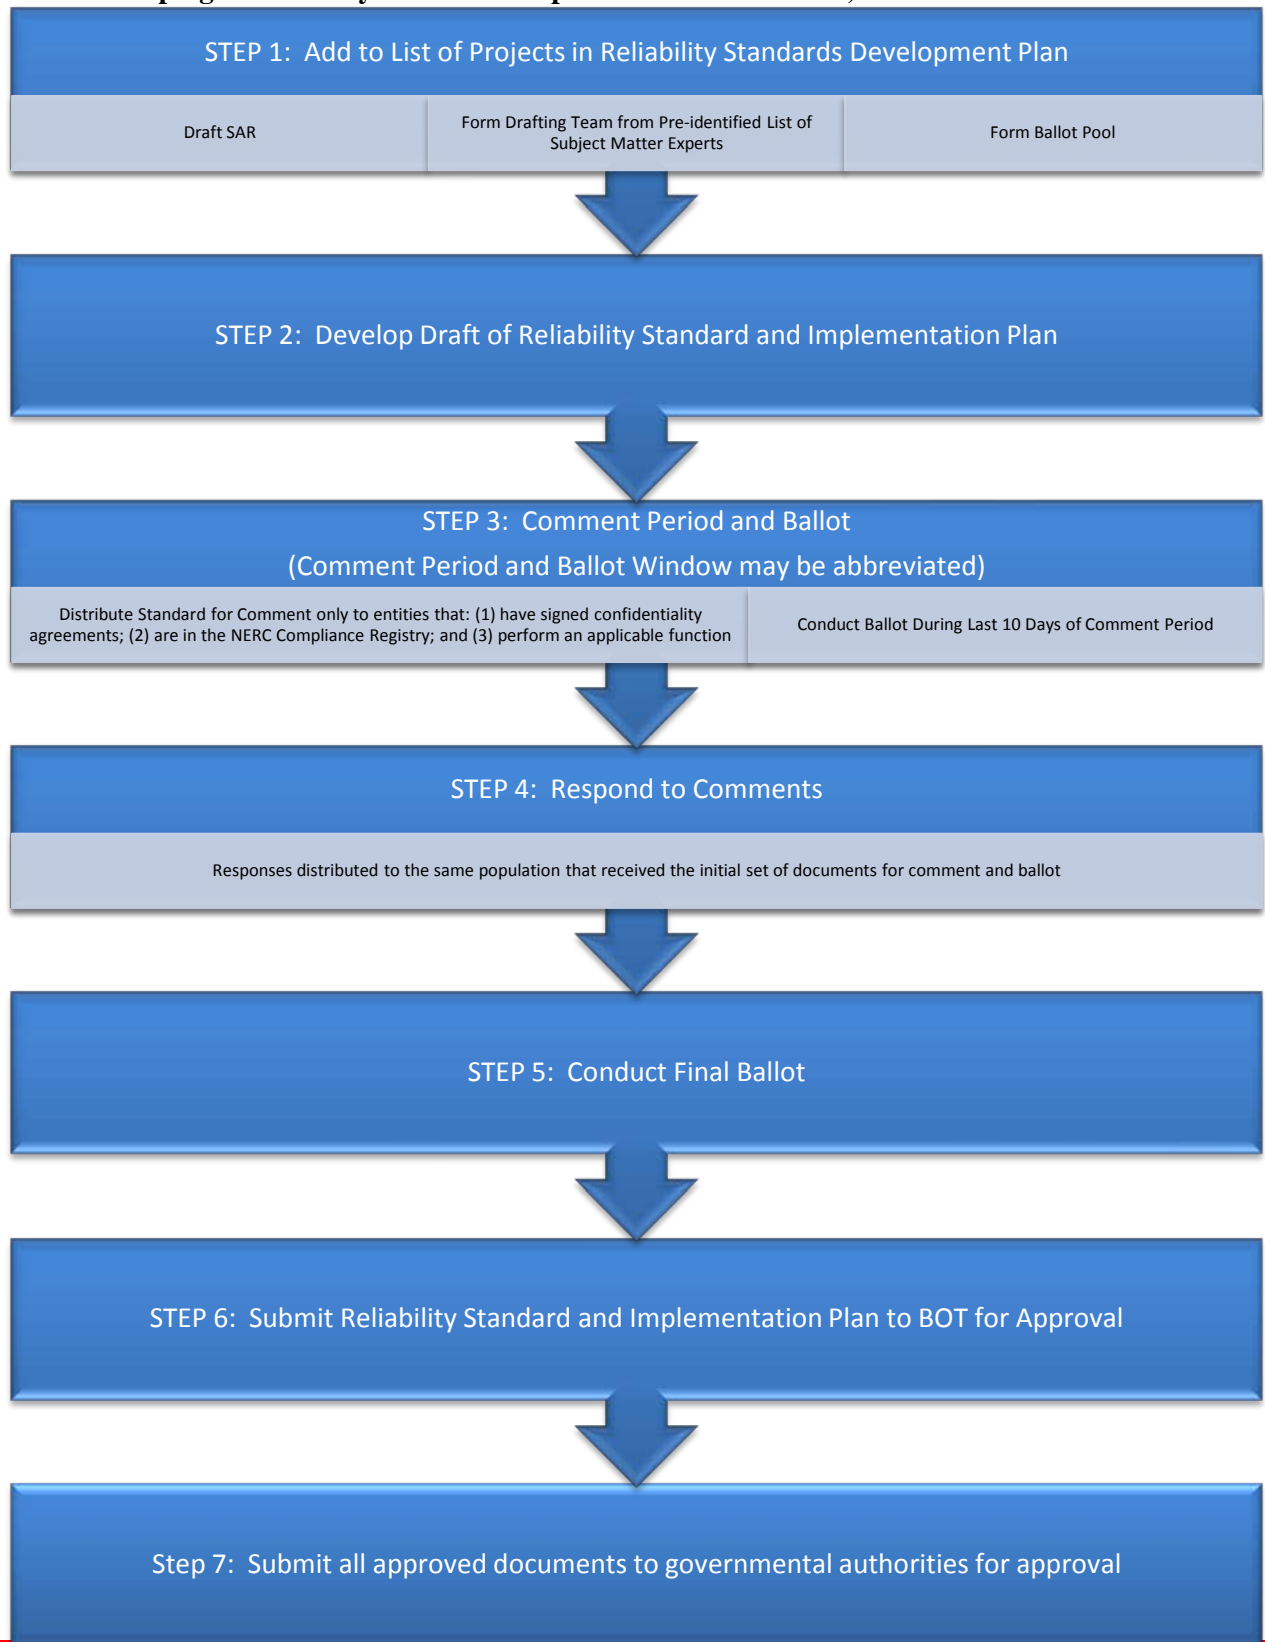 STEP 1: Add to List of Projects in Reliability Standards Development Plan
Draft SAR
Form Drafting Team from Pre-identified List of
Subject Matter Experts
Form Ballot Pool
STEP 2: Develop Draft of Reliability Standard and Implementation Plan
STEP 3: Comment Period and Ballot
(Comment Period and Ballot Window may be abbreviated)
Distribute Standard for Comment only to entities that: (1) have signed confidentiality
agreements; (2) are in the NERC Compliance Registry; and (3) perform an applicable function
Conduct Ballot During Last 10 Days of Comment Period
STEP 4: Respond to Comments
Responses distributed to the same population that received the initial set of documents for comment and ballot
STEP 5: Conduct Final Ballot
STEP 6: Submit Reliability Standard and Implementation Plan to BOT for Approval
Step 7: Submit all approved documents to governmental authorities for approval